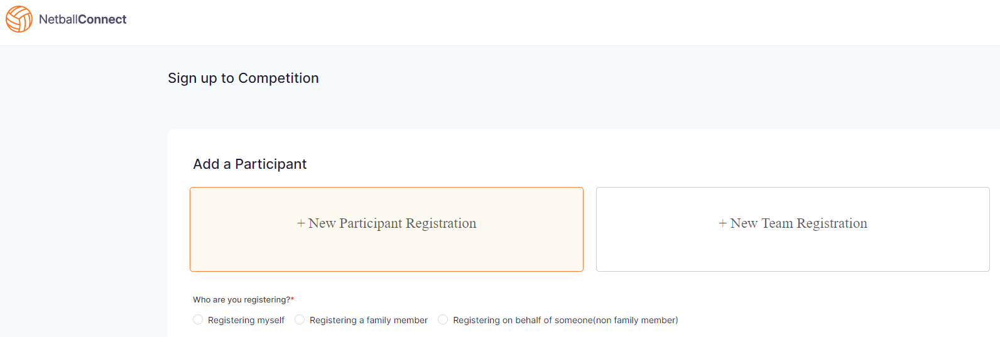 NetballConnect
Sign up to Competition
Add a Participant
+ New Participant Registration
+ New Team Registration
Who are you registering?*
Registering myself Registering a family member Registering on behalf of someone(non family member)